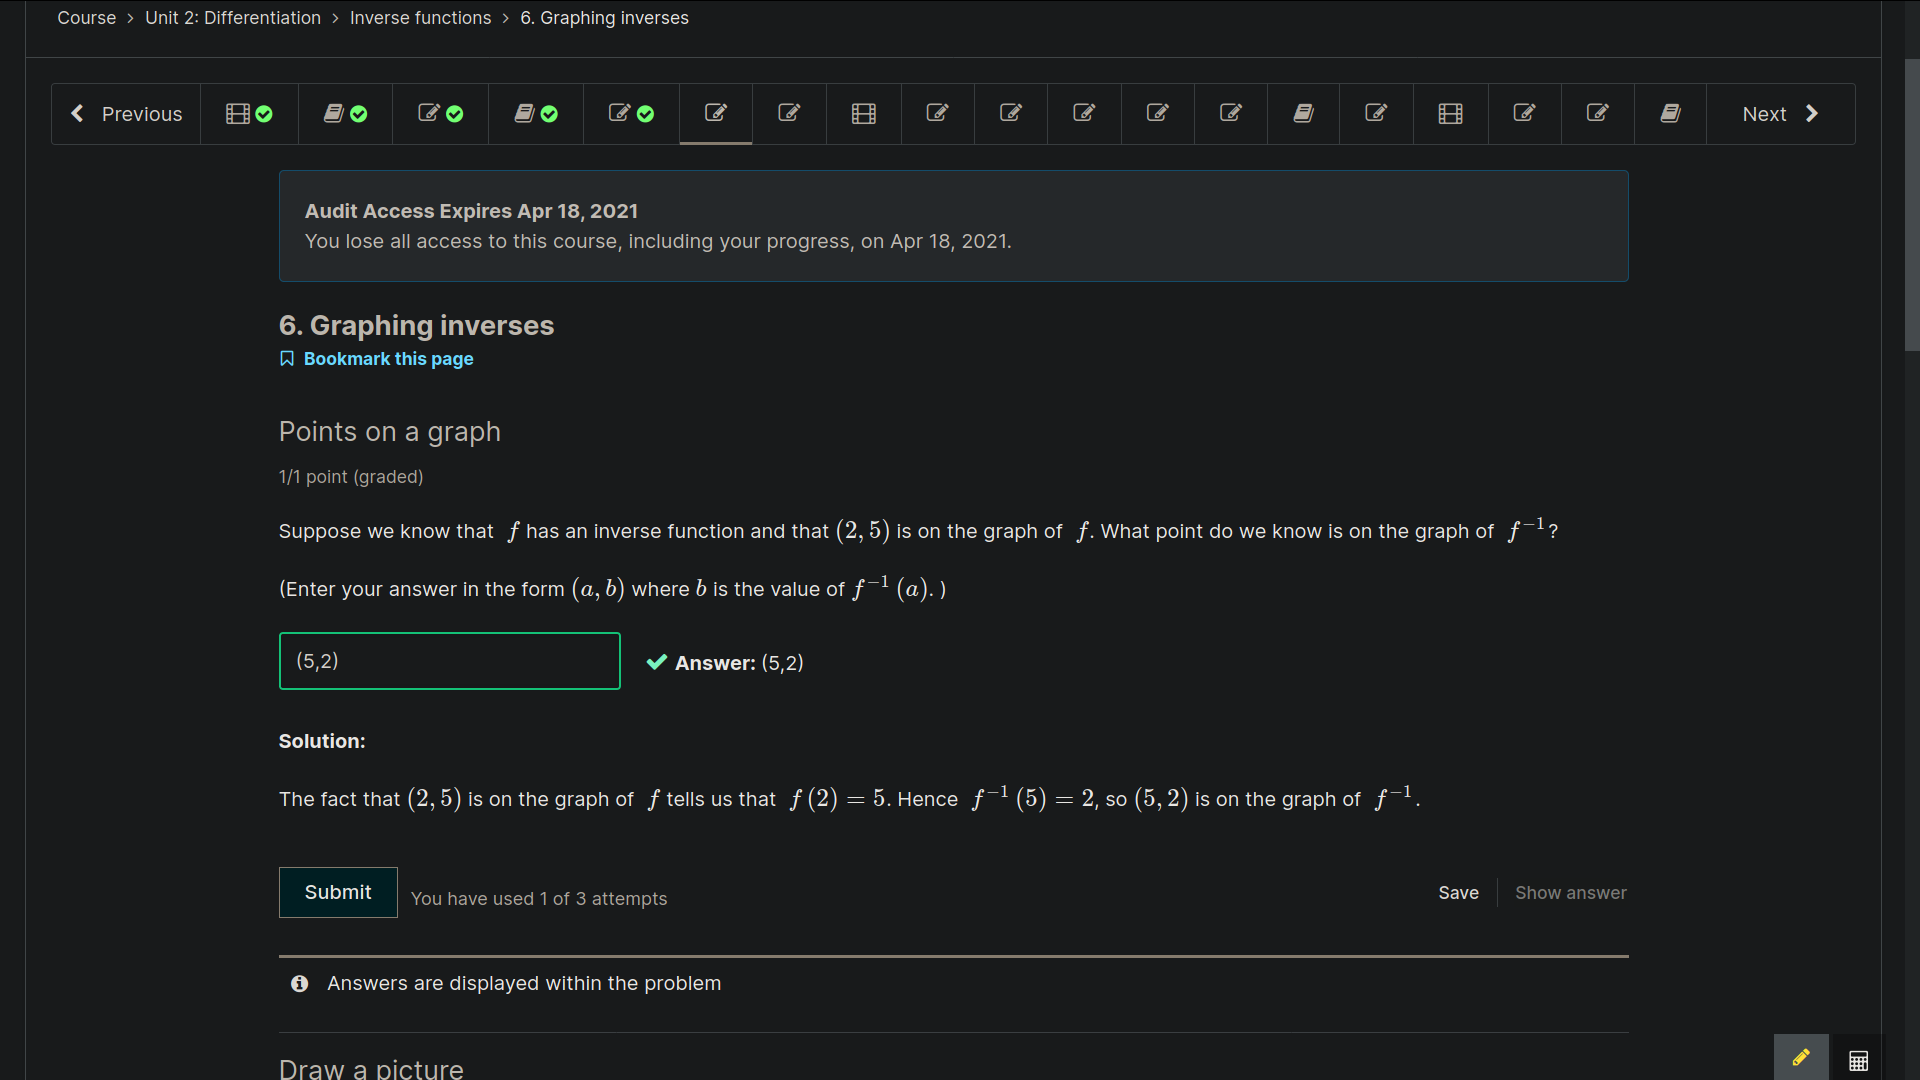 Course > Unit 2: Differentiation > Inverse functions > 6. Graphing inverses
Previous
Next
Audit Access Expires Apr 18, 2021
You lose all access to this course, including your progress, on Apr 18, 2021.
6. Graphing inverses
Bookmark this page
Points on a graph
1/1 point (graded)
Suppose we know that f has an inverse function and that (2, 5) is on the graph of f. What point do we know is on the graph of f⁻¹?
(Enter your answer in the form (a, b) where b is the value of f⁻¹ (a). )
(5,2)
Answer: (5,2)
Solution:
The fact that (2, 5) is on the graph of f tells us that f (2) = 5. Hence f⁻¹ (5) = 2, so (5, 2) is on the graph of f⁻¹.
Submit
You have used 1 of 3 attempts
Save
Show answer
Answers are displayed within the problem
Draw a picture